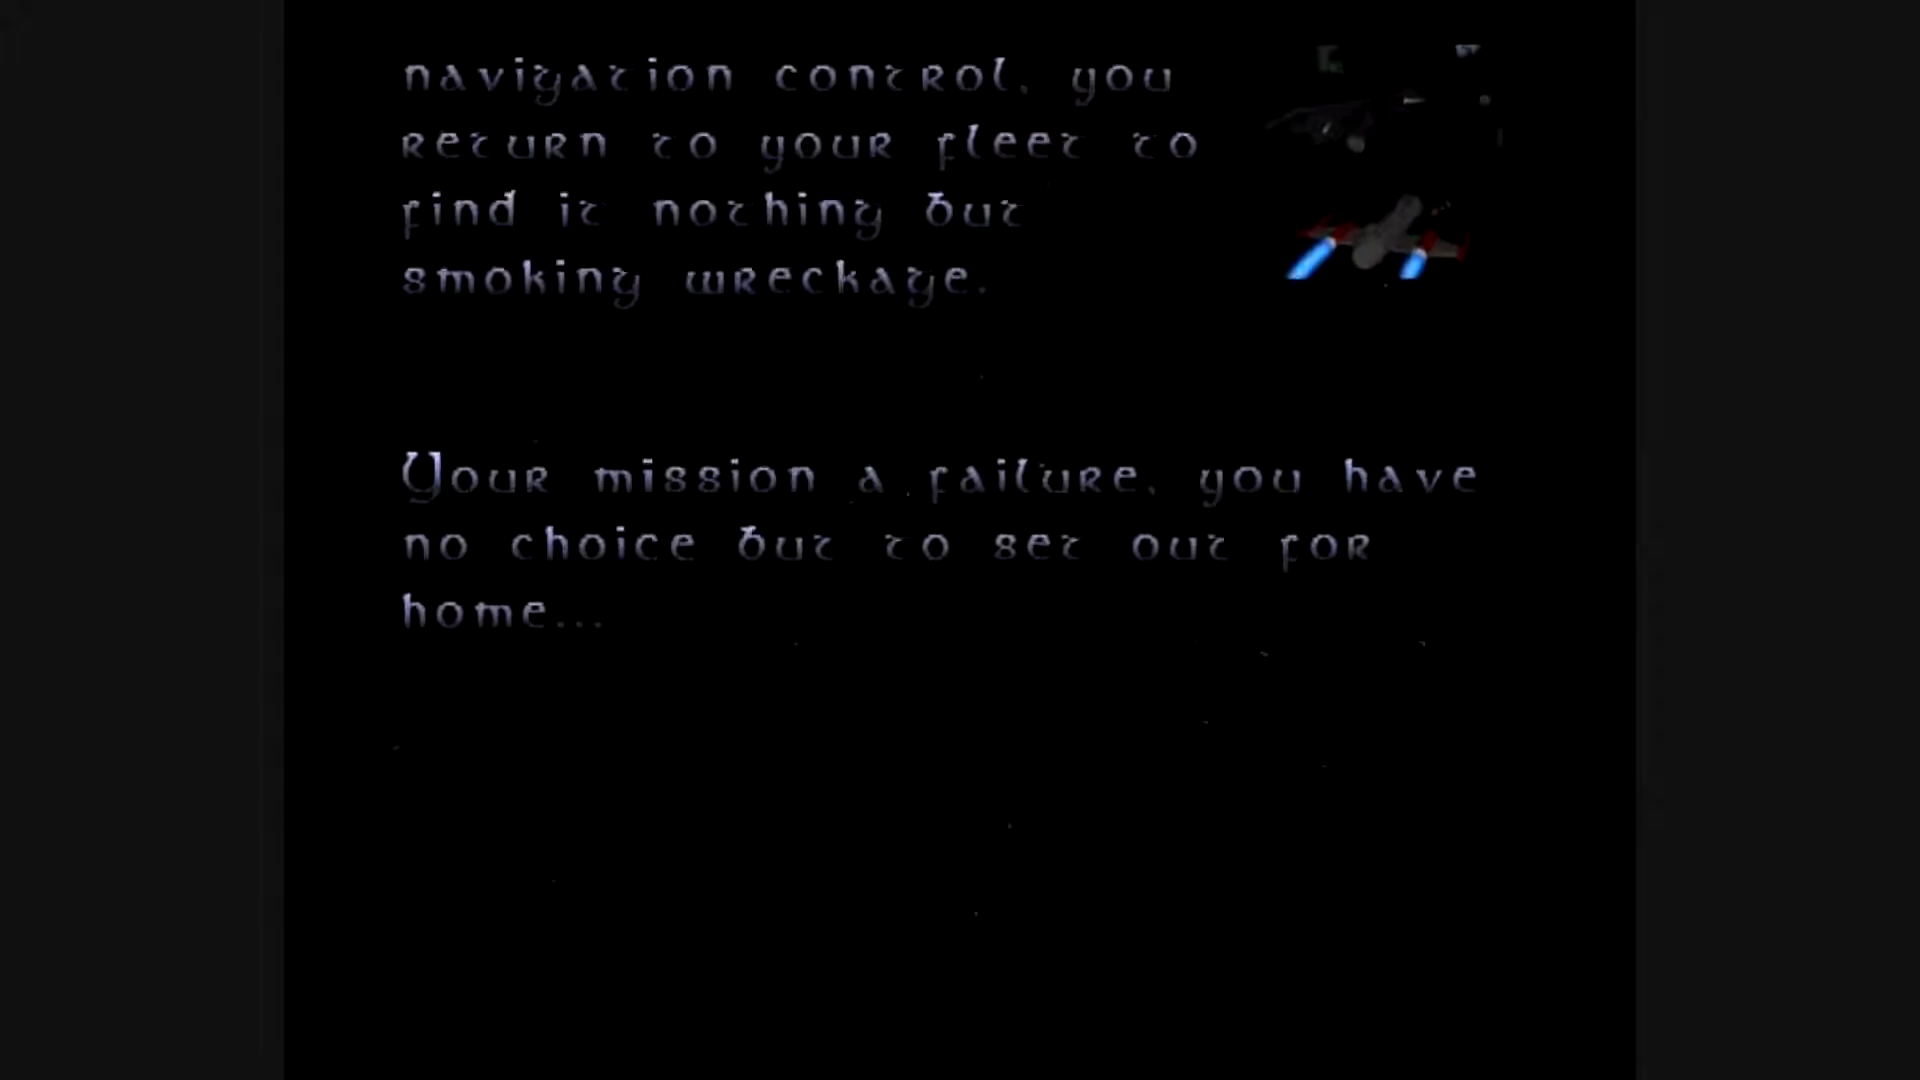 navigation control, you
return to your fleet to
find it nothing but
smoking wreckage.
Your mission a failure, you have
no choice but to set out for
home...